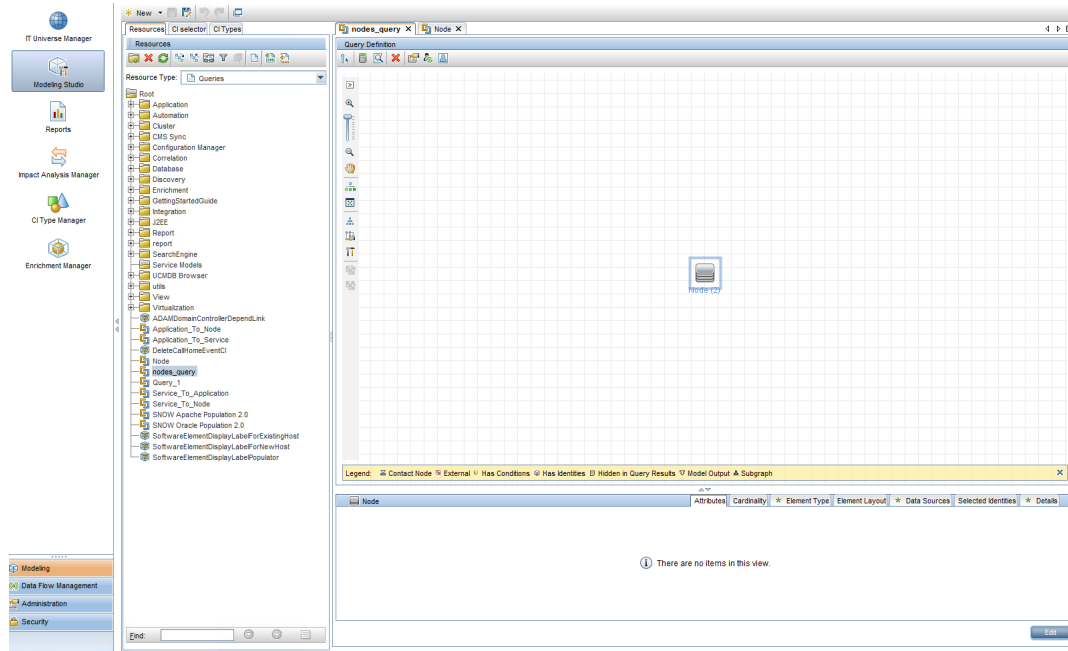 New
IT Universe Manager
Modeling Studio
Reports
Impact Analysis Manager
CI Type Manager
Enrichment Manager
Modeling
Data Flow Management
Administration
Security
Resources CI selector CI Types
Resources
Resource Type: Queries
Root
Application
Automation
Cluster
CMS Sync
Configuration Manager
Correlation
Database
Discovery
Enrichment
GettingStartedGuide
Integration
J2EE
Report
report
SearchEngine
Service Models
UCMDB Browser
utils
View
Virtualization
ADAMDomainControllerDependLink
Application_To_Node
Application_To_Service
DeleteCallHomeEventCI
Node
nodes_query
Query_1
Service_To_Application
Service_To_Node
SNOW Apache Population 2.0
SNOW Oracle Population 2.0
SoftwareElementDisplayLabelForExistingHost
SoftwareElementDisplayLabelForNewHost
SoftwareElementDisplayLabelPopulator
Find:
nodes_query Node
Query Definition
Node (2)
Legend: Contact Node External Has Conditions Has Identities Hidden in Query Results Model Output Subgraph
Node
Attributes Cardinality Element Type Element Layout Data Sources Selected Identities Details
There are no items in this view.
Edit